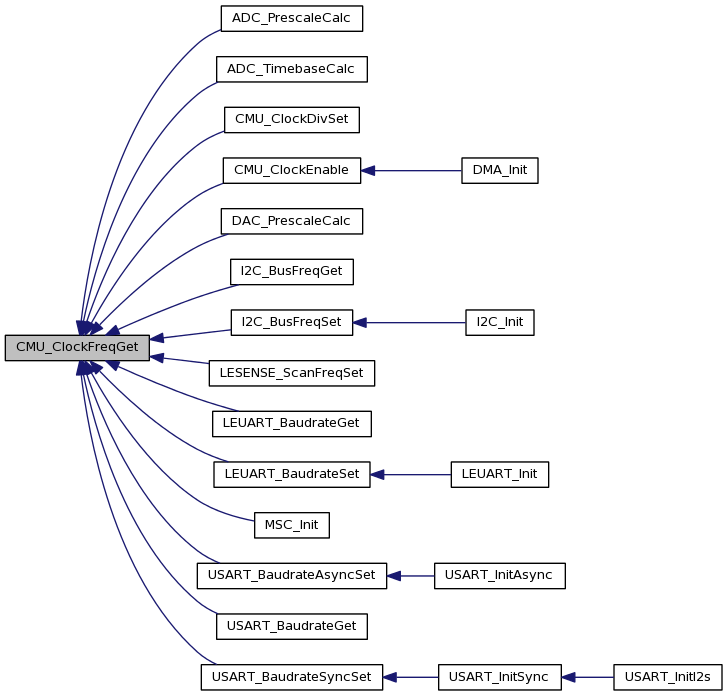 ADC_PrescaleCalc
ADC_TimebaseCalc
CMU_ClockDivSet
CMU_ClockEnable
DMA_Init
DAC_PrescaleCalc
I2C_BusFreqGet
I2C_BusFreqSet
I2C_Init
CMU_ClockFreqGet
LESENSE_ScanFreqSet
LEUART_BaudrateGet
LEUART_BaudrateSet
LEUART_Init
MSC_Init
USART_BaudrateAsyncSet
USART_InitAsync
USART_BaudrateGet
USART_BaudrateSyncSet
USART_InitSync
USART_InitI2s